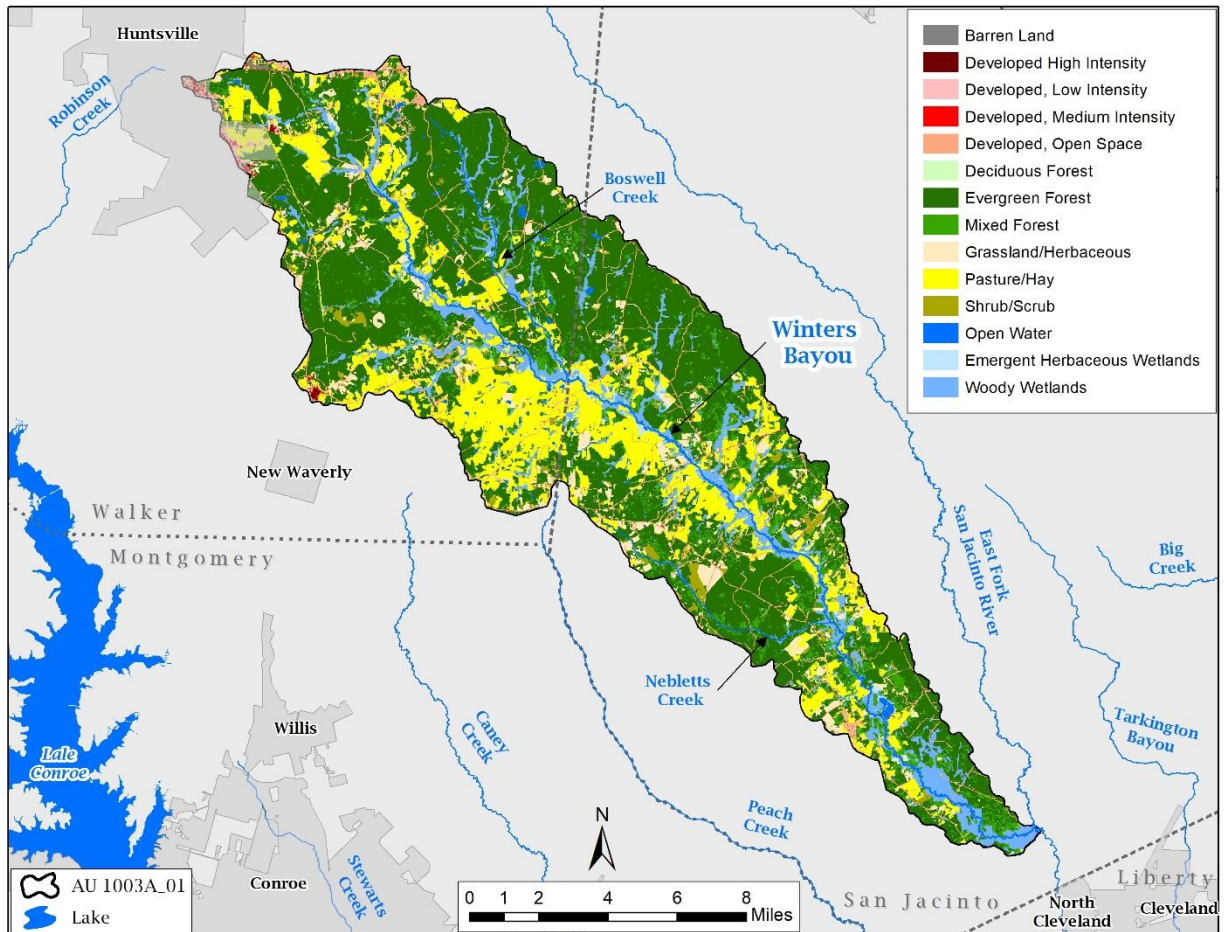 Huntsville
Robinson
Creek
Boswell
Creek
Winters
Bayou
New Waverly
Walker
Montgomery
East Fork
San Jacinto River
Big
Creek
Nebletts
Creek
Willis
Caney
Creek
Tarkington
Bayou
Lale
Conroe
Peach
Creek
Conroe
Stewarts
Creek
San Jacinto
Liberty
North
Cleveland
Cleveland
Barren Land
Developed High Intensity
Developed, Low Intensity
Developed, Medium Intensity
Developed, Open Space
Deciduous Forest
Evergreen Forest
Mixed Forest
Grassland/Herbaceous
Pasture/Hay
Shrub/Scrub
Open Water
Emergent Herbaceous Wetlands
Woody Wetlands
AU 1003A_01
Lake
N
0 1 2 4 6 8
Miles